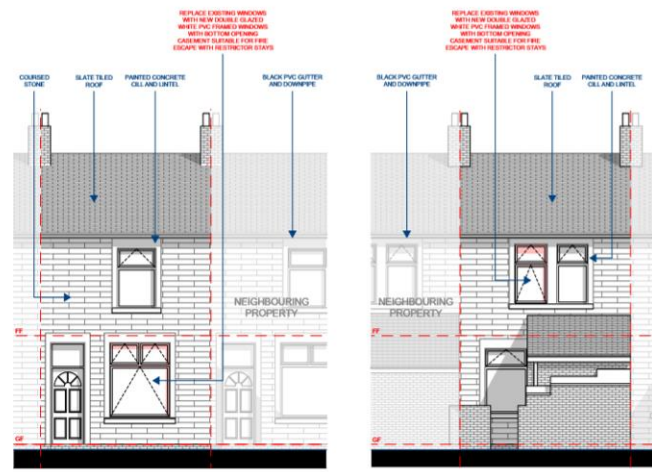 REPLACE EXISTING WINDOWS
WITH NEW DOUBLE GLAZED
WHITE PVC FRAMED WINDOWS
WITH BOTTOM OPENING
CASEMENT SUITABLE FOR FIRE
ESCAPE WITH RESTRICTOR STAYS
COURSED
STONE
SLATE TILED
ROOF
PAINTED CONCRETE
CILL AND LINTEL
BLACK PVC GUTTER
AND DOWNPIPE
NEIGHBOURING
PROPERTY
FF
GF
REPLACE EXISTING WINDOWS
WITH NEW DOUBLE GLAZED
WHITE PVC FRAMED WINDOWS
WITH BOTTOM OPENING
CASEMENT SUITABLE FOR FIRE
ESCAPE WITH RESTRICTOR STAYS
BLACK PVC GUTTER
AND DOWNPIPE
SLATE TILED
ROOF
PAINTED CONCRETE
CILL AND LINTEL
NEIGHBOURING
PROPERTY
FF
GF